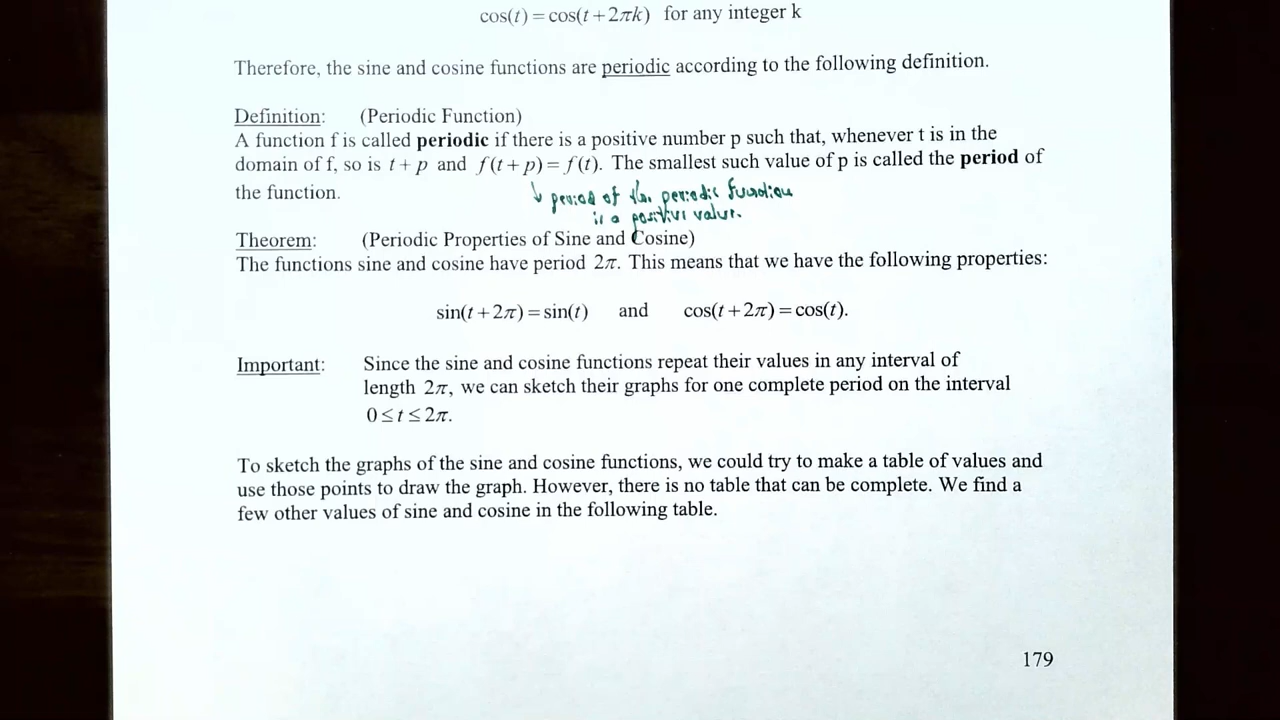 cos(t) = cos(t + 2πk) for any integer k
Therefore, the sine and cosine functions are periodic according to the following definition.
Definition: (Periodic Function)
A function f is called periodic if there is a positive number p such that, whenever t is in the
domain of f, so is t + p and f(t + p) = f(t). The smallest such value of p is called the period of
the function.
↳ period of the periodic function
is a positive value.
Theorem: (Periodic Properties of Sine and Cosine)
The functions sine and cosine have period 2π. This means that we have the following properties:
sin(t + 2π) = sin(t) and cos(t + 2π) = cos(t).
Important: Since the sine and cosine functions repeat their values in any interval of
length 2π, we can sketch their graphs for one complete period on the interval
0 ≤ t ≤ 2π.
To sketch the graphs of the sine and cosine functions, we could try to make a table of values and
use those points to draw the graph. However, there is no table that can be complete. We find a
few other values of sine and cosine in the following table.
179